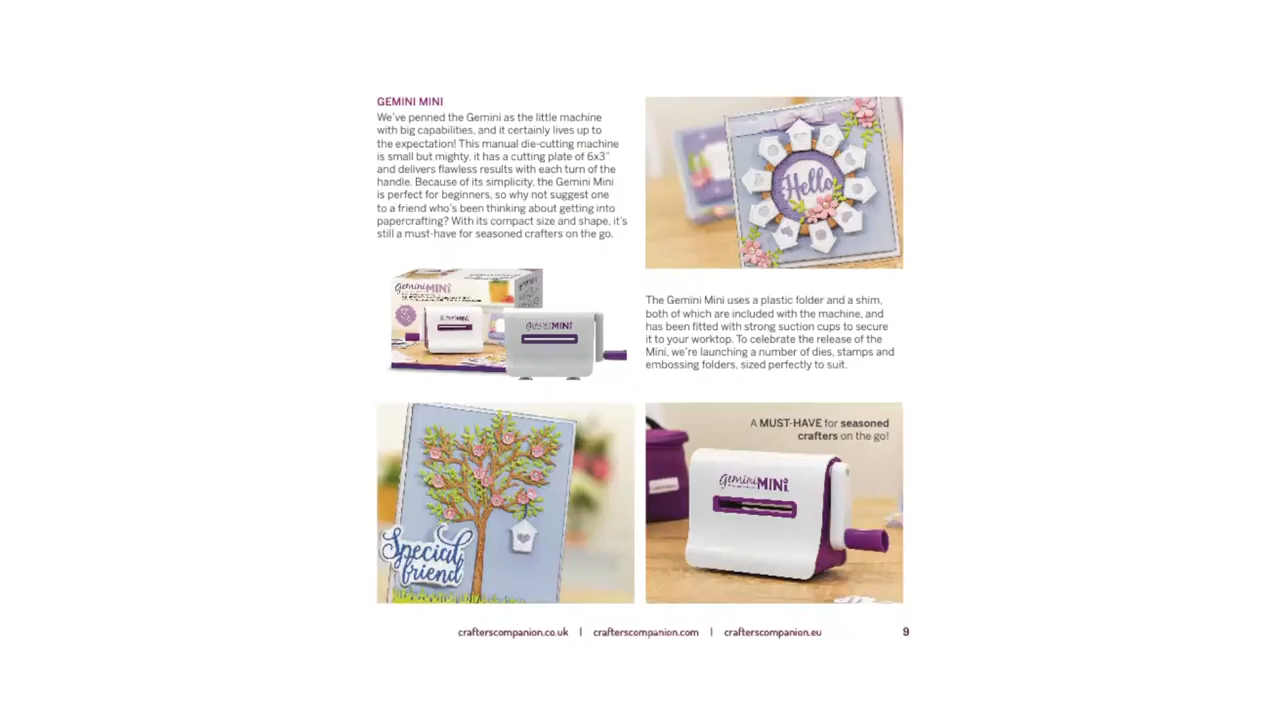 GEMINI MINI
We've penned the Gemini as the little machine
with big capabilities, and it certainly lives up to
the expectation! This manual die-cutting machine
is small but mighty, it has a cutting plate of 6x3"
and delivers flawless results with each turn of the
handle. Because of its simplicity, the Gemini Mini
is perfect for beginners, so why not suggest one
to a friend who's been thinking about getting into
papercrafting? With its compact size and shape, it's
still a must-have for seasoned crafters on the go.
Hello
gemini MINI
gemini MINI
gemini MINI
The Gemini Mini uses a plastic folder and a shim,
both of which are included with the machine, and
has been fitted with strong suction cups to secure
it to your worktop. To celebrate the release of the
Mini, we're launching a number of dies, stamps and
embossing folders, sized perfectly to suit.
Special
friend
A MUST-HAVE for seasoned
crafters on the go!
Gemini MINI
crafterscompanion.co.uk | crafterscompanion.com | crafterscompanion.eu 9